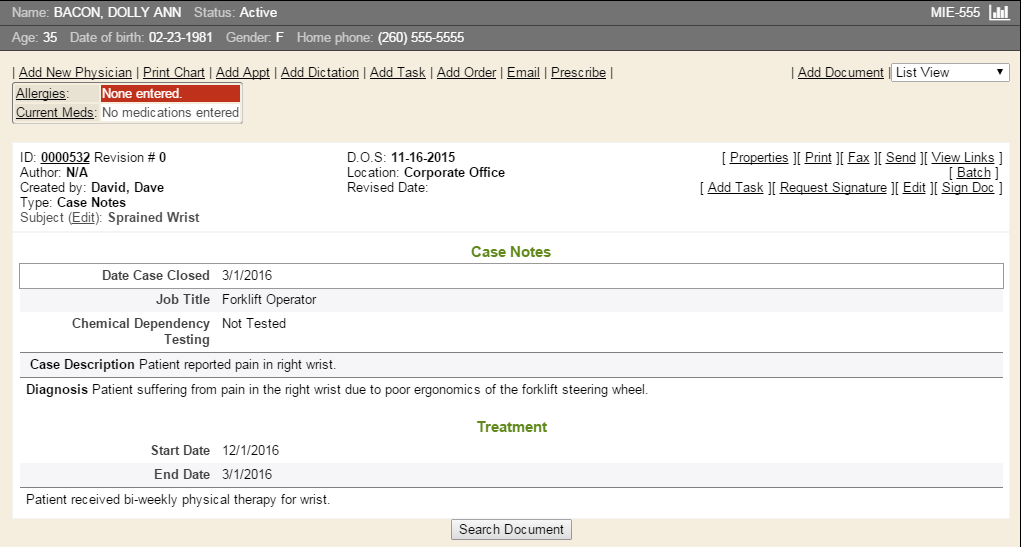 Name: BACON, DOLLY ANN Status: Active MIE-555
Age: 35 Date of birth: 02-23-1981 Gender: F Home phone: (260) 555-5555
| Add New Physician | Print Chart | Add Appt | Add Dictation | Add Task | Add Order | Email | Prescribe | | Add Document | List View
Allergies: None entered.
Current Meds: No medications entered
ID: 0000532 Revision # 0 D.O.S: 11-16-2015 [ Properties ][ Print ][ Fax ][ Send ][ View Links ]
Author: N/A Location: Corporate Office [ Batch ]
Created by: David, Dave Revised Date: [ Add Task ][ Request Signature ][ Edit ][ Sign Doc ]
Type: Case Notes
Subject (Edit): Sprained Wrist
Case Notes
Date Case Closed 3/1/2016
Job Title Forklift Operator
Chemical Dependency Not Tested
Testing
Case Description Patient reported pain in right wrist.
Diagnosis Patient suffering from pain in the right wrist due to poor ergonomics of the forklift steering wheel.
Treatment
Start Date 12/1/2016
End Date 3/1/2016
Patient received bi-weekly physical therapy for wrist.
Search Document